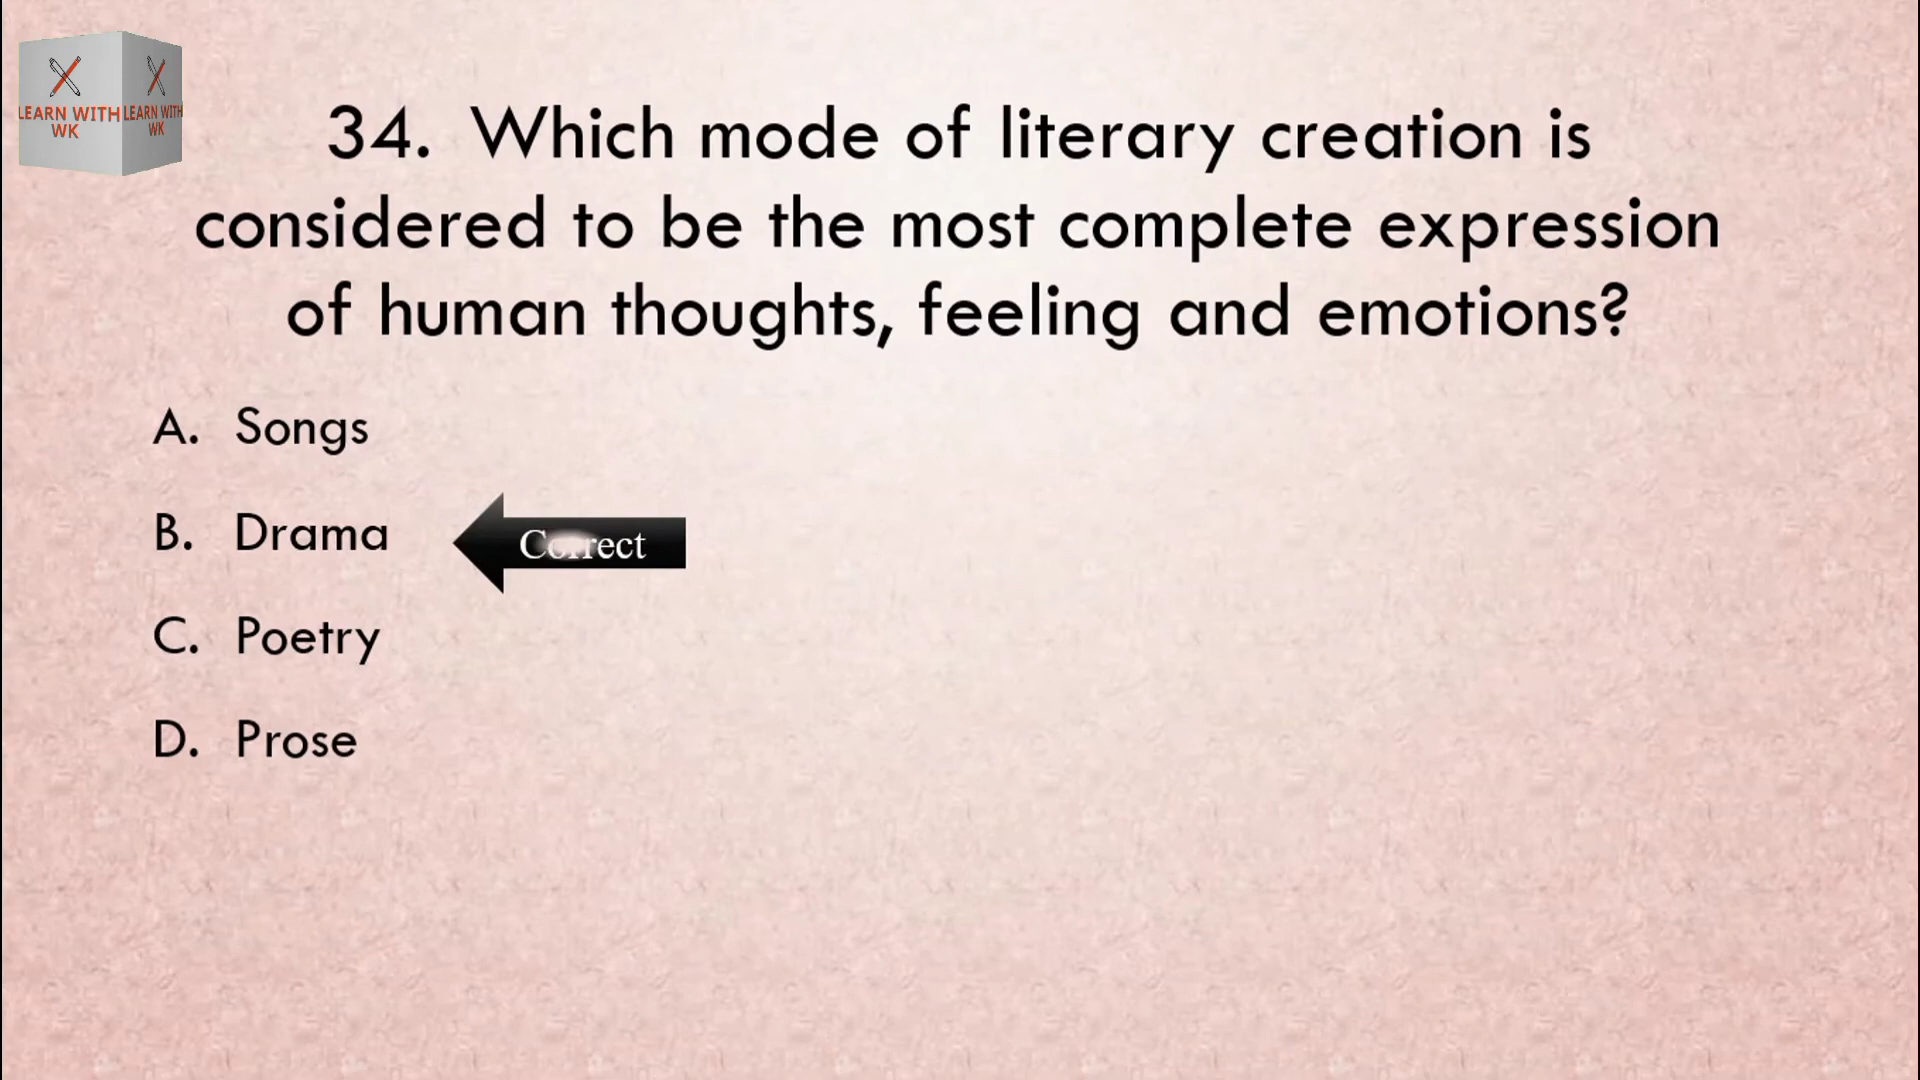 LEARN WITH
WK
LEARN WITH
WK
34. Which mode of literary creation is
considered to be the most complete expression
of human thoughts, feeling and emotions?
A. Songs
B. Drama
Correct
C. Poetry
D. Prose